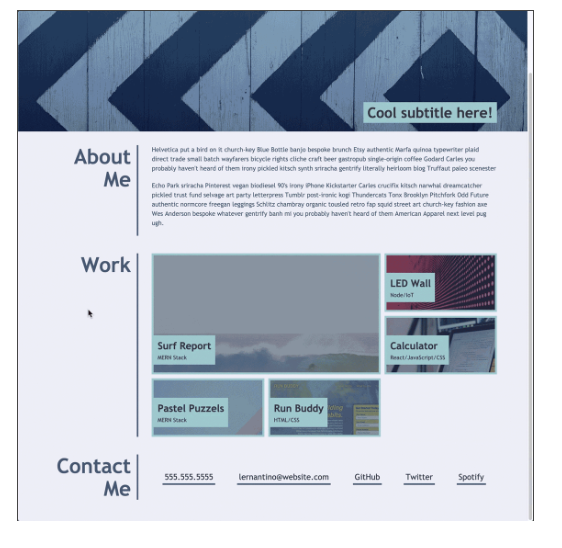 Cool subtitle here!
About
Me
Helvetica put a bird on it church-key Blue Bottle banjo bespoke brunch Etsy authentic Marfa quinoa typewriter plaid
direct trade small batch wayfarers bicycle rights cliche craft beer gastropub single-origin coffee Godard Carles you
probably haven't heard of them irony pickled kitsch synth sriracha gentrify literally heirloom blog Truffaut paleo scenester
Echo Park sriracha Pinterest vegan biodiesel 90's irony iPhone Kickstarter Carles crucifix kitsch narwhal dreamcatcher
pickled trust fund selvage art party letterpress Tumblr post-ironic kogi Thundercats Tonx Brooklyn Pitchfork Odd Future
authentic normcore freegan leggings Schlitz chambray organic tousled retro fap squid street art church-key fashion axe
Wes Anderson bespoke whatever gentrify banh mi you probably haven't heard of them American Apparel next level pug
ugh.
Work
LED Wall
Node/IoT
Surf Report
MERN Stack
Calculator
React/JavaScript/CSS
Pastel Puzzels
MERN Stack
Run Buddy
HTML/CSS
Contact
Me
555.555.5555
lernantino@website.com
GitHub
Twitter
Spotify